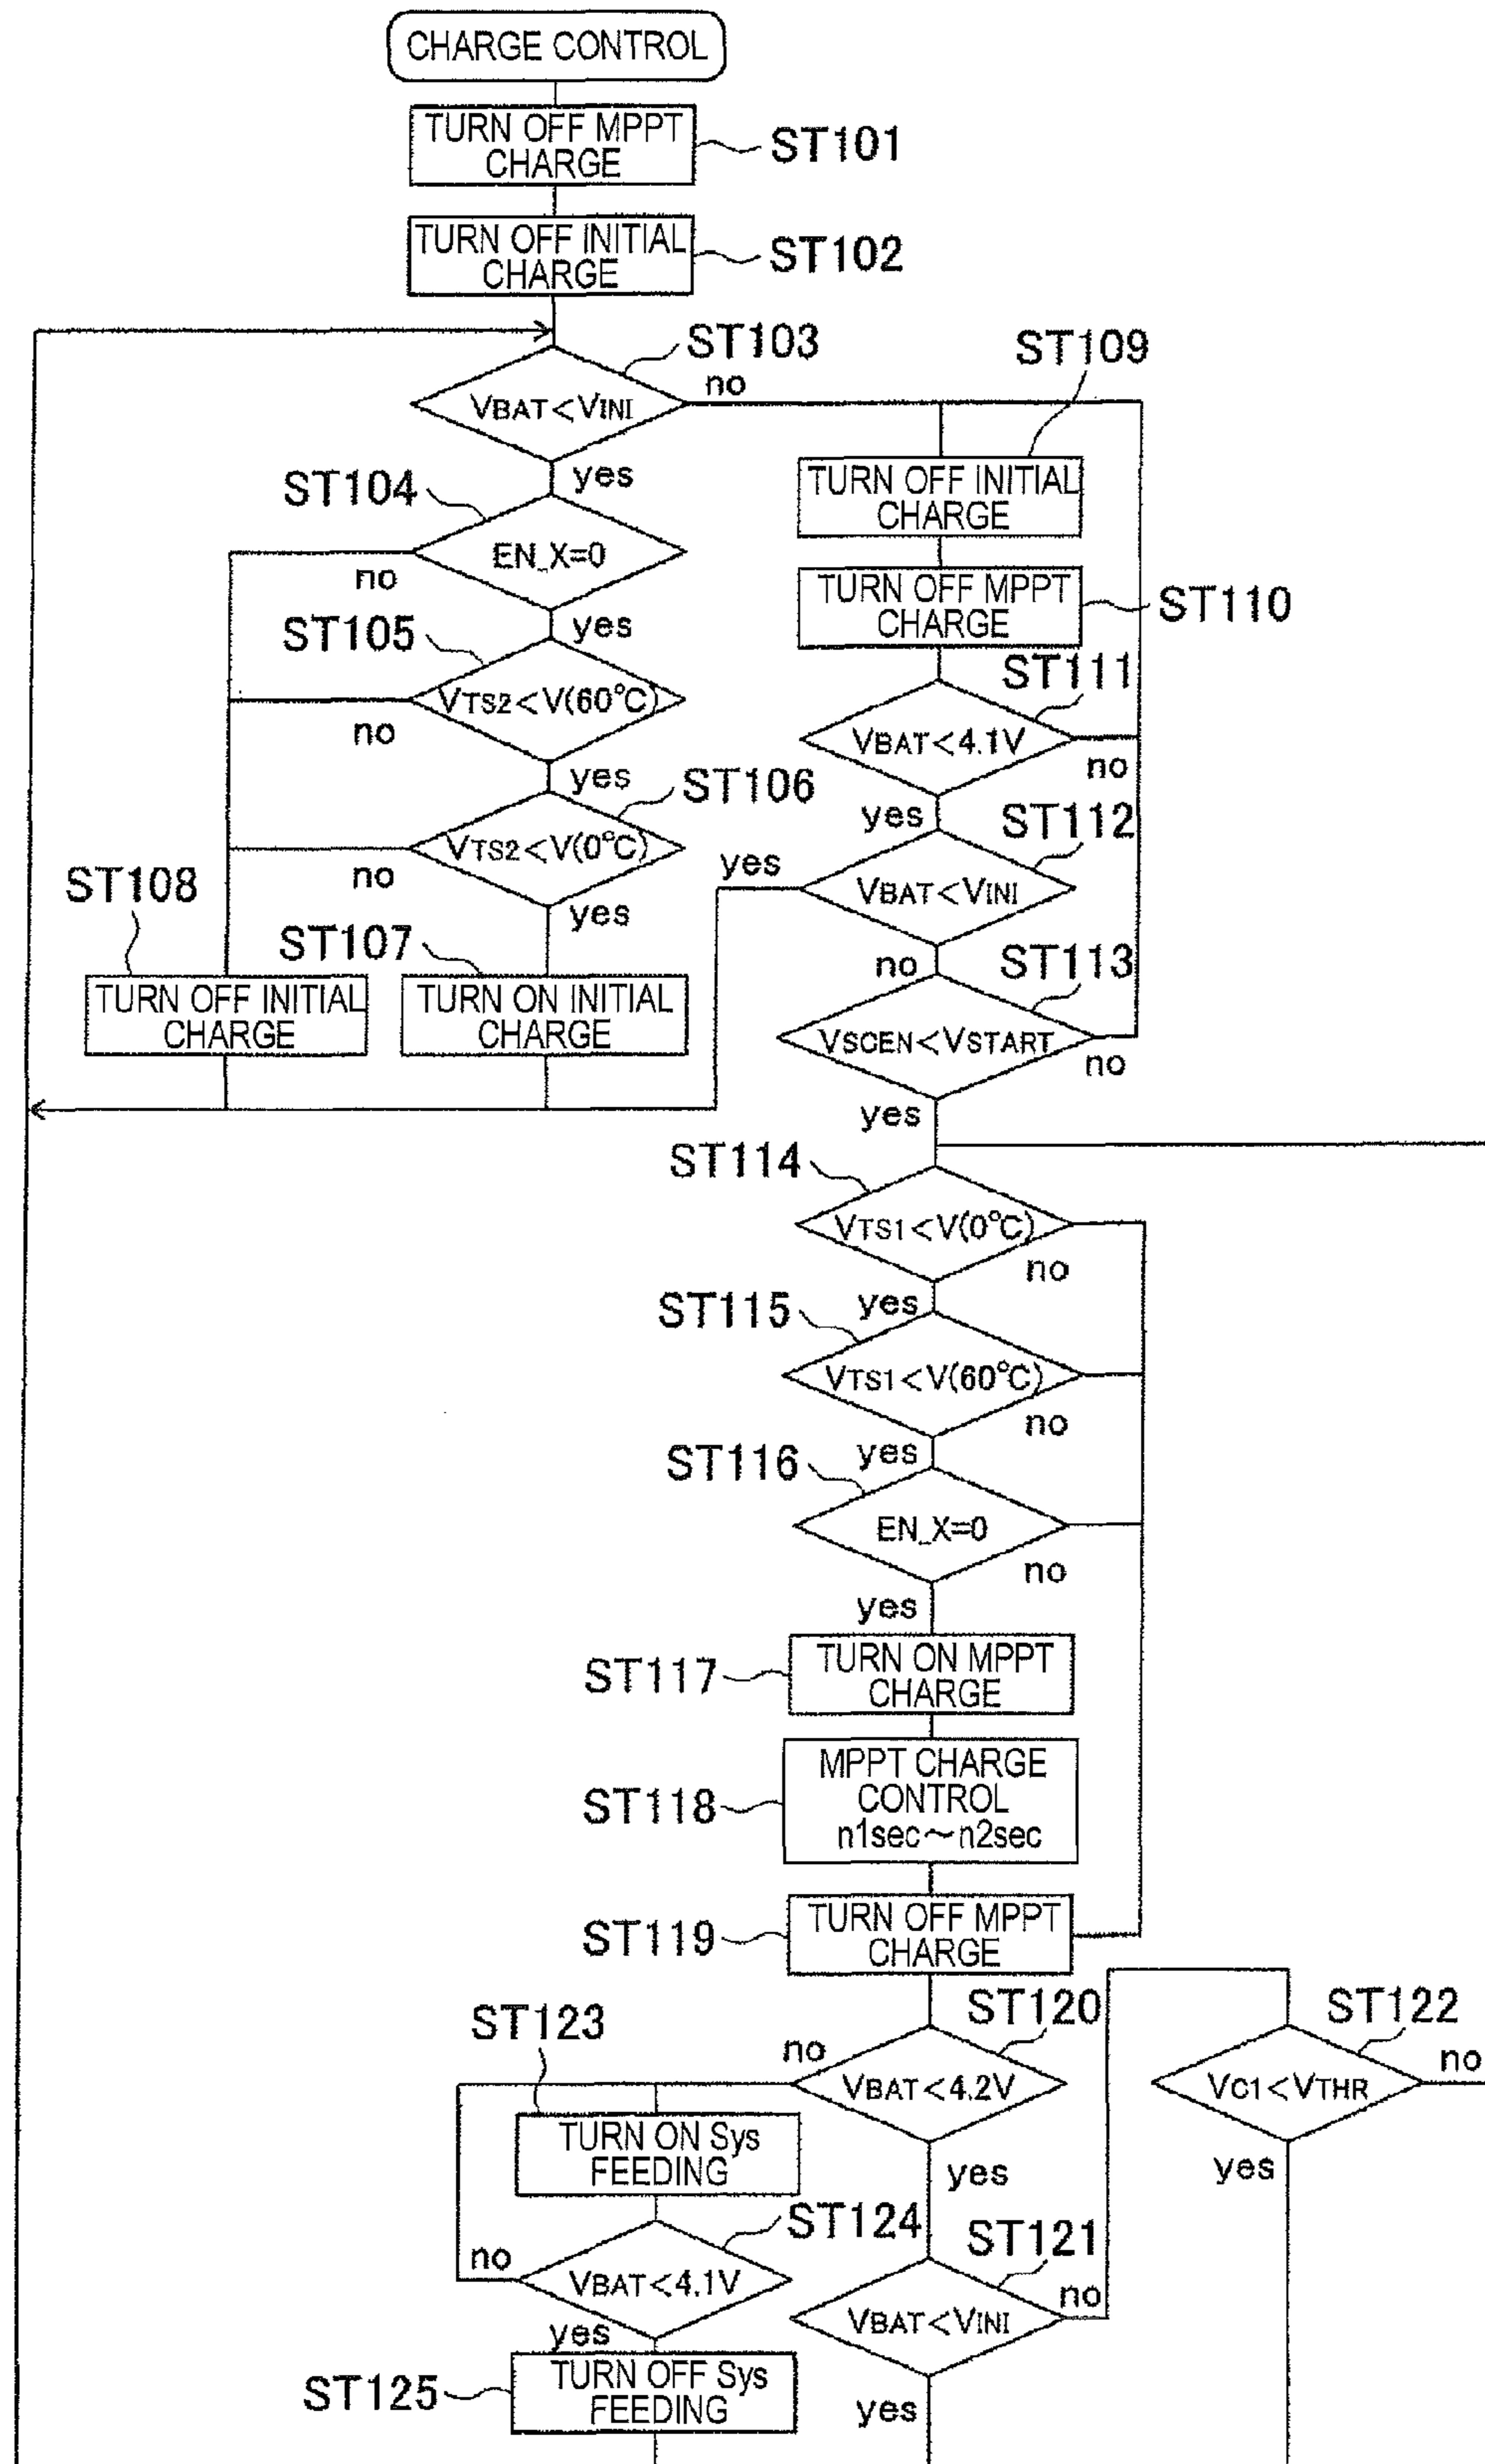 CHARGE CONTROL
TURN OFF MPPT
CHARGE
ST101
TURN OFF INITIAL
CHARGE
ST102
ST103
VBAT<VINI
no
yes
ST104
EN_X=0
no
yes
ST105
VTS2<V(60°C)
no
yes
ST106
VTS2<V(0°C)
no
yes
ST108
TURN OFF INITIAL
CHARGE
ST107
TURN ON INITIAL
CHARGE
ST109
TURN OFF INITIAL
CHARGE
TURN OFF MPPT
CHARGE
ST110
ST111
VBAT<4.1V
no
yes
ST112
yes
VBAT<VINI
no
ST113
VSCEN<VSTART
no
yes
ST114
VTS1<V(0°C)
no
yes
ST115
VTS1<V(60°C)
no
yes
ST116
EN_X=0
no
yes
ST117
TURN ON MPPT
CHARGE
ST118
MPPT CHARGE
CONTROL
n1sec～n2sec
ST119
TURN OFF MPPT
CHARGE
ST120
no
VBAT<4.2V
yes
ST123
TURN ON Sys
FEEDING
ST124
no
VBAT<4.1V
yes
ST125
TURN OFF Sys
FEEDING
ST121
VBAT<VINI
no
yes
ST122
VC1<VTHR
no
yes